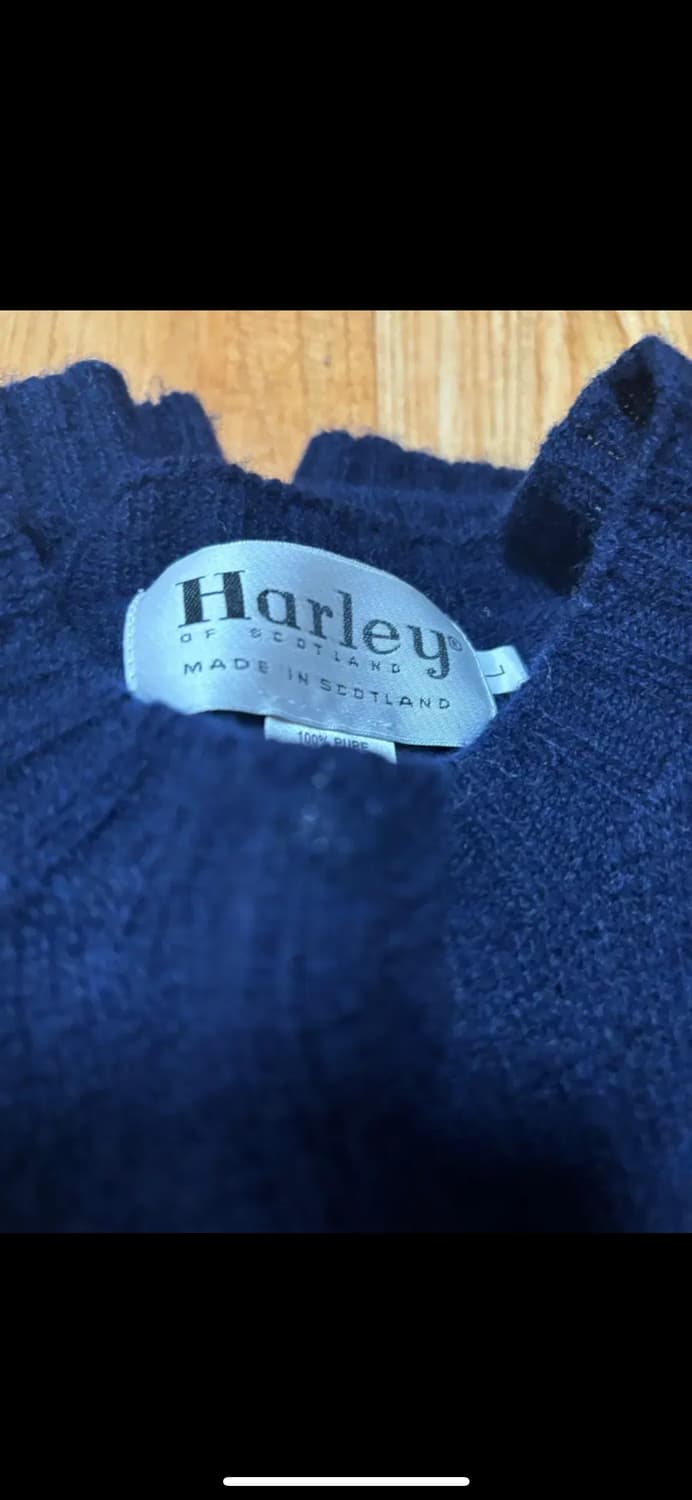 Harley®
OF SCOTLAND
MADE IN SCOTLAND
L
100% PURE